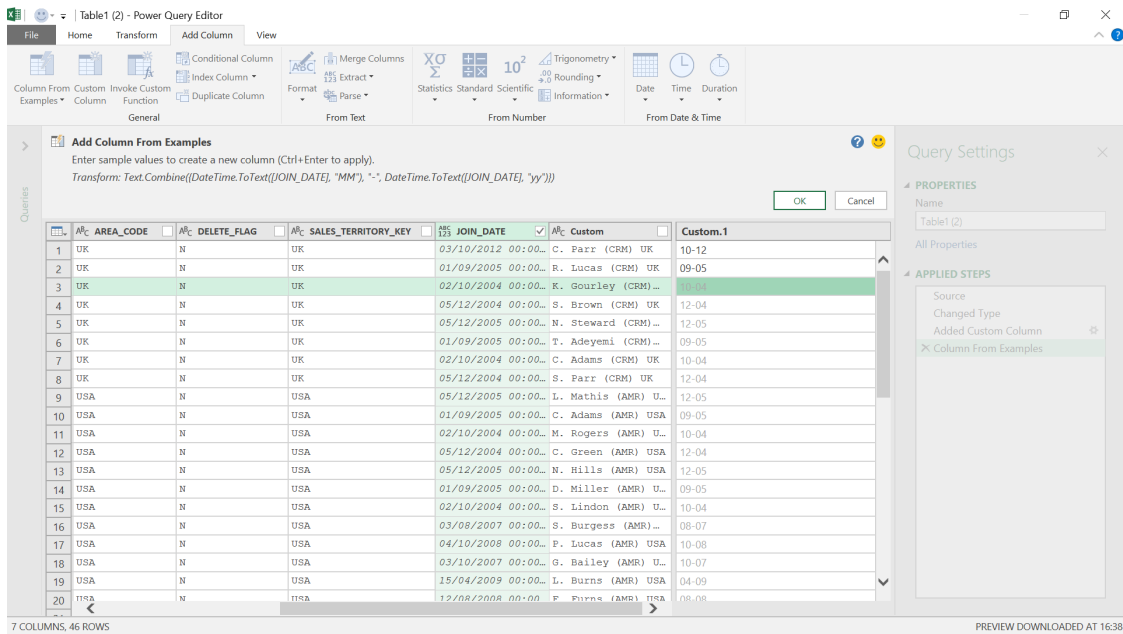 Table1 (2) - Power Query Editor
File Home Transform Add Column View
Column From Examples
Custom Column
Invoke Custom Function
Conditional Column
Index Column
Duplicate Column
General
Format
Merge Columns
Extract
Parse
From Text
Statistics
Standard
Scientific
Trigonometry
Rounding
Information
From Number
Date
Time
Duration
From Date & Time
Queries
Add Column From Examples
Enter sample values to create a new column (Ctrl+Enter to apply).
Transform: Text.Combine({DateTime.ToText([JOIN_DATE], "MM"), "-", DateTime.ToText([JOIN_DATE], "yy")})
OK Cancel
AREA_CODE DELETE_FLAG SALES_TERRITORY_KEY JOIN_DATE Custom Custom.1
1 UK N UK 03/10/2012 00:00... C. Parr (CRM) UK 10-12
2 UK N UK 01/09/2005 00:00... R. Lucas (CRM) UK 09-05
3 UK N UK 02/10/2004 00:00... K. Gourley (CRM)... 10-04
4 UK N UK 05/12/2004 00:00... S. Brown (CRM) UK 12-04
5 UK N UK 05/12/2005 00:00... N. Steward (CRM)... 12-05
6 UK N UK 01/09/2005 00:00... T. Adeyemi (CRM)... 09-05
7 UK N UK 02/10/2004 00:00... C. Adams (CRM) UK 10-04
8 UK N UK 05/12/2004 00:00... S. Parr (CRM) UK 12-04
9 USA N USA 05/12/2005 00:00... L. Mathis (AMR) U... 12-05
10 USA N USA 01/09/2005 00:00... C. Adams (AMR) USA 09-05
11 USA N USA 02/10/2004 00:00... M. Rogers (AMR) U... 10-04
12 USA N USA 05/12/2004 00:00... C. Green (AMR) USA 12-04
13 USA N USA 05/12/2005 00:00... N. Hills (AMR) USA 12-05
14 USA N USA 01/09/2005 00:00... D. Miller (AMR) U... 09-05
15 USA N USA 02/10/2004 00:00... S. Lindon (AMR) U... 10-04
16 USA N USA 03/08/2007 00:00... S. Burgess (AMR)... 08-07
17 USA N USA 04/10/2008 00:00... P. Lucas (AMR) USA 10-08
18 USA N USA 03/10/2007 00:00... G. Bailey (AMR) U... 10-07
19 USA N USA 15/04/2009 00:00... L. Burns (AMR) USA 04-09
20 USA N USA 12/08/2008 00:00 Furns (AMR) USA 08-08
Query Settings
PROPERTIES
Name
Table1 (2)
All Properties
APPLIED STEPS
Source
Changed Type
Added Custom Column
Column From Examples
7 COLUMNS, 46 ROWS
PREVIEW DOWNLOADED AT 16:38